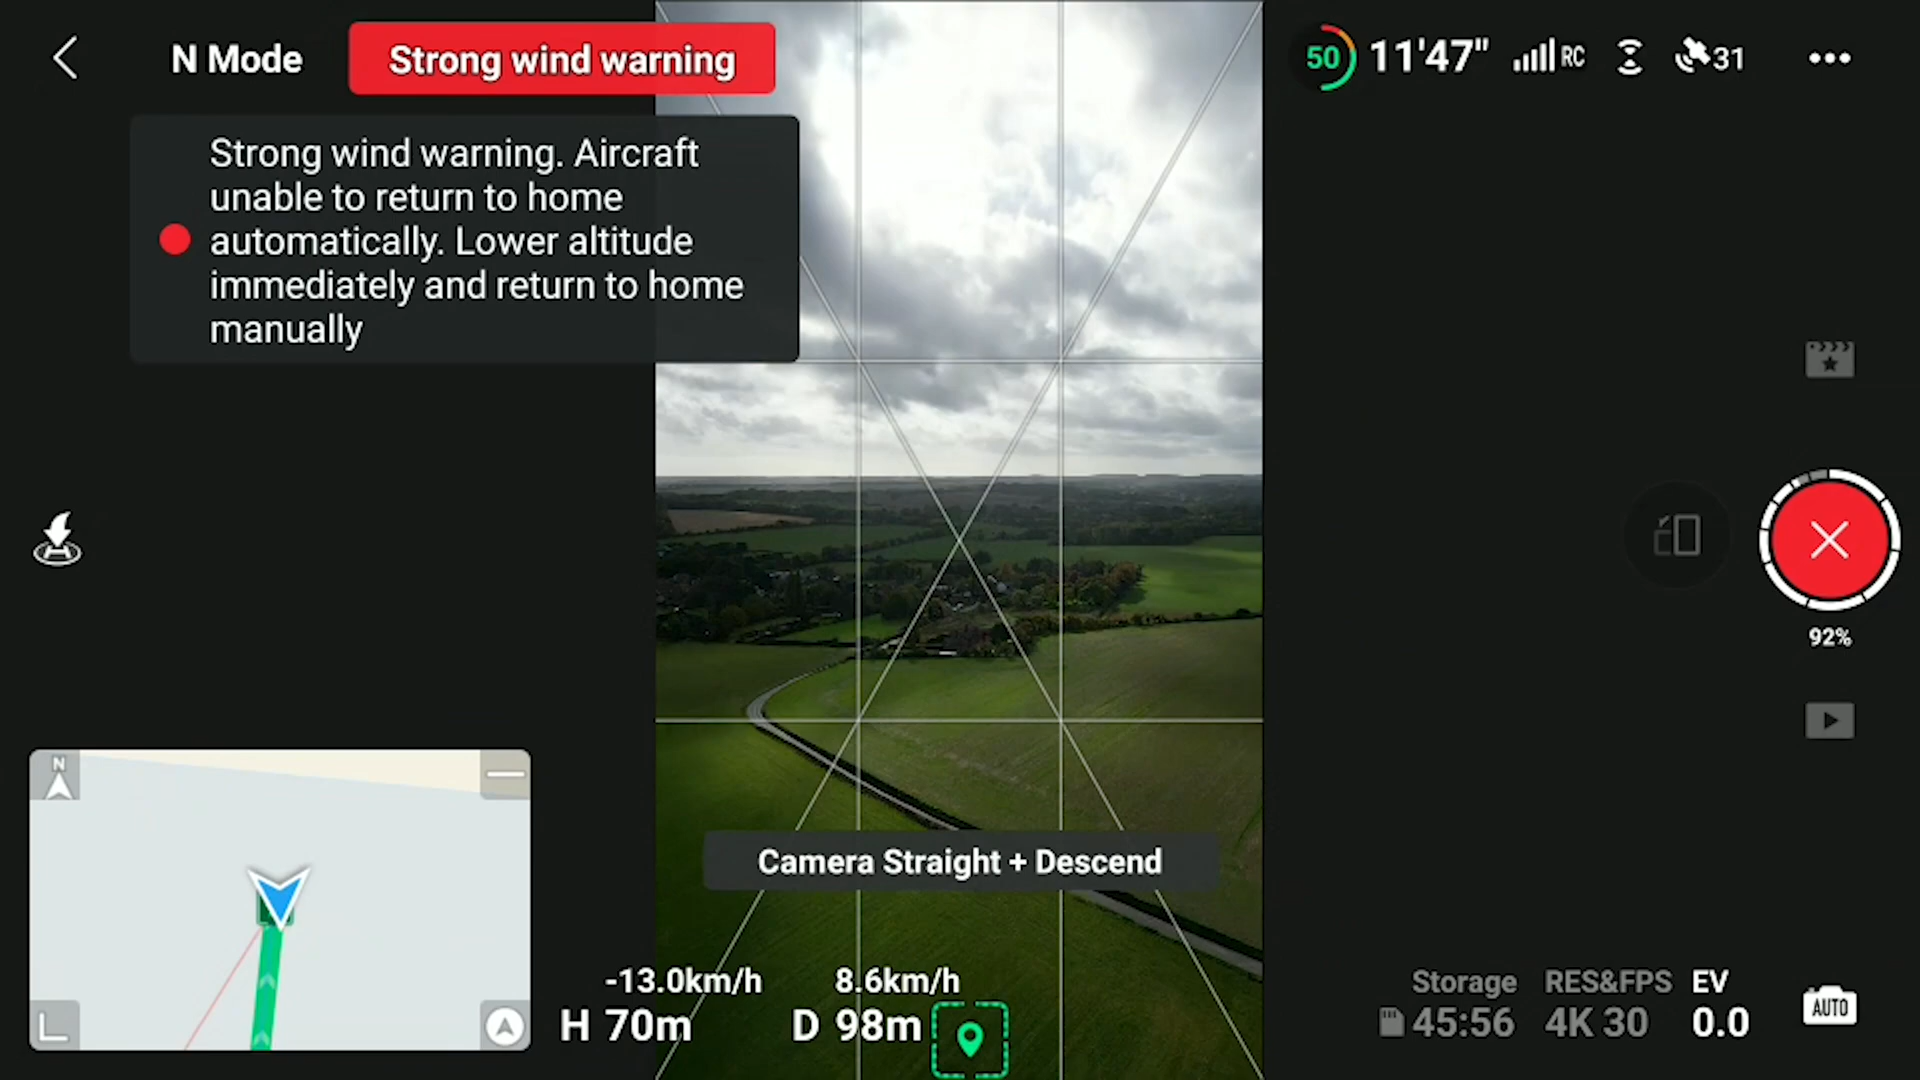 N Mode
Strong wind warning
50
11'47"
RC
31
Strong wind warning. Aircraft
unable to return to home
automatically. Lower altitude
immediately and return to home
manually
92%
N
Camera Straight + Descend
-13.0km/h 8.6km/h
H 70m D 98m
Storage RES&FPS EV
45:56 4K 30 0.0
AUTO